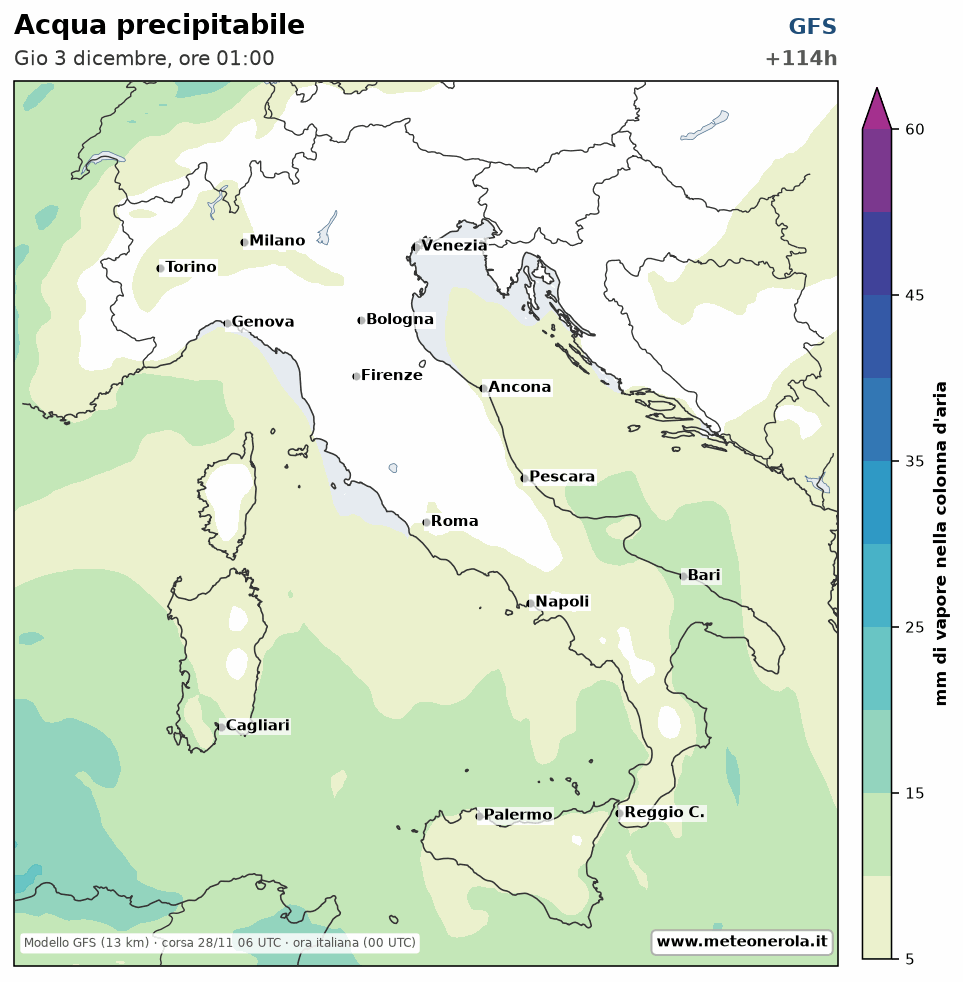 Acqua precipitabile
GFS
Gio 3 dicembre, ore 01:00
+114h
60
Milano
Venezia
Torino
45
Genova
Bologna
Firenze
Ancona
mm di vapore nella colonna d'aria
35
Pescara
Roma
Bari
Napoli
25
Cagliari
15
Palermo
Reggio C.
Modello GFS (13 km) · corsa 28/11 06 UTC · ora italiana (00 UTC)
www.meteonerola.it
5